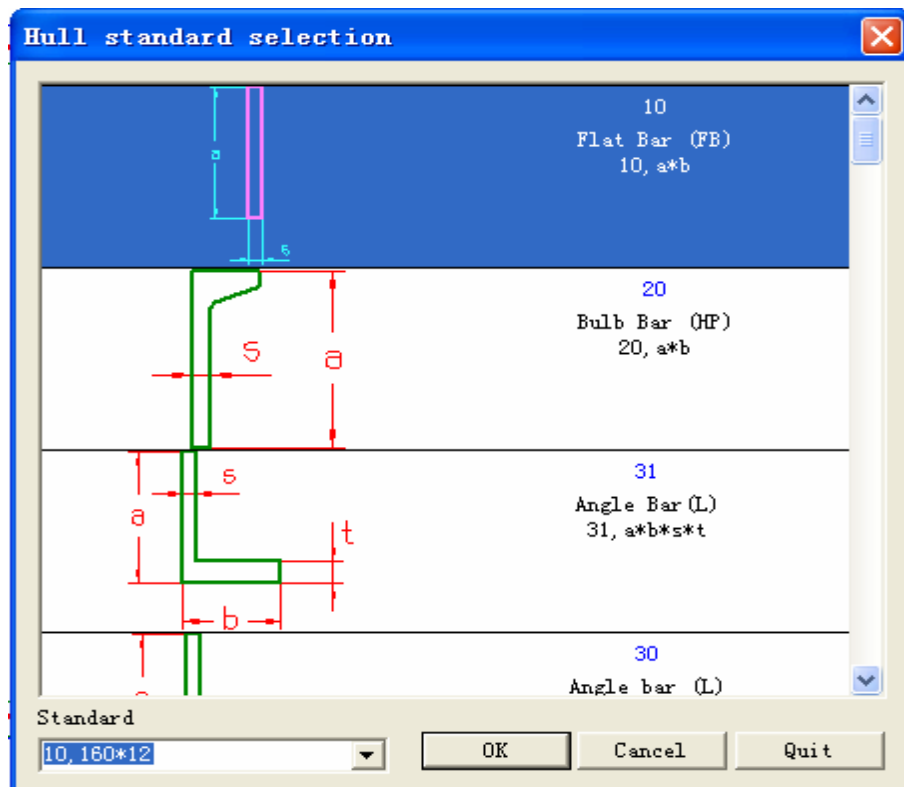 Hull standard selection
a
s
10
Flat Bar (FB)
10, a*b
S
a
20
Bulb Bar (HP)
20, a*b
s
a
t
b
31
Angle Bar(L)
31, a*b*s*t
30
Angle bar (L)
Standard
10, 160*12
OK
Cancel
Quit